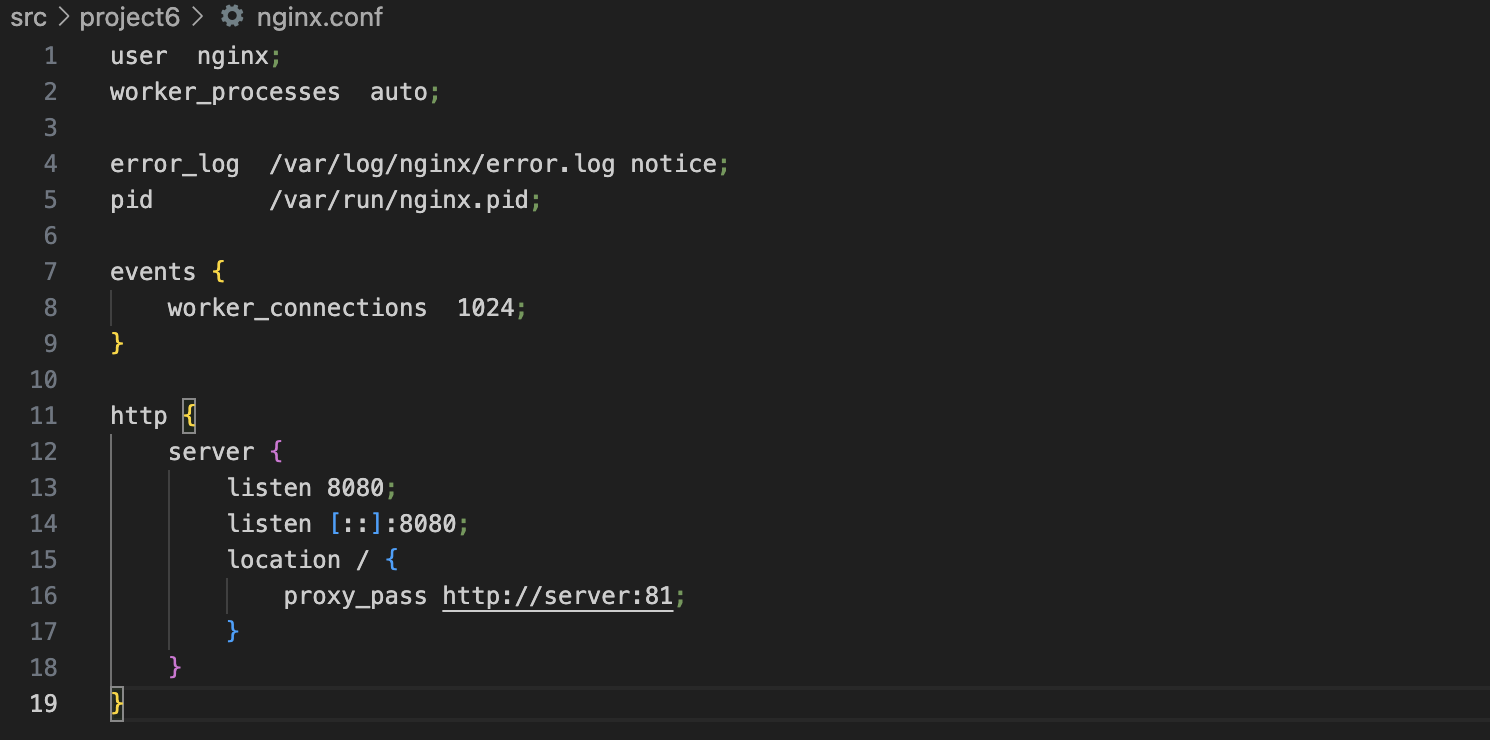 src > project6 > nginx.conf
1 user  nginx;
2 worker_processes  auto;
3
4 error_log  /var/log/nginx/error.log notice;
5 pid        /var/run/nginx.pid;
6
7 events {
8     worker_connections  1024;
9 }
10
11 http {
12     server {
13         listen 8080;
14         listen [::]:8080;
15         location / {
16             proxy_pass http://server:81;
17         }
18     }
19 }